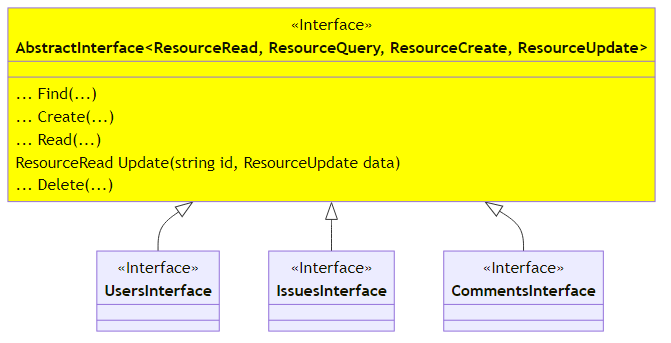 «Interface»
AbstractInterface<ResourceRead, ResourceQuery, ResourceCreate, ResourceUpdate>
... Find(...)
... Create(...)
... Read(...)
ResourceRead Update(string id, ResourceUpdate data)
... Delete(...)
«Interface»
UsersInterface
«Interface»
IssuesInterface
«Interface»
CommentsInterface